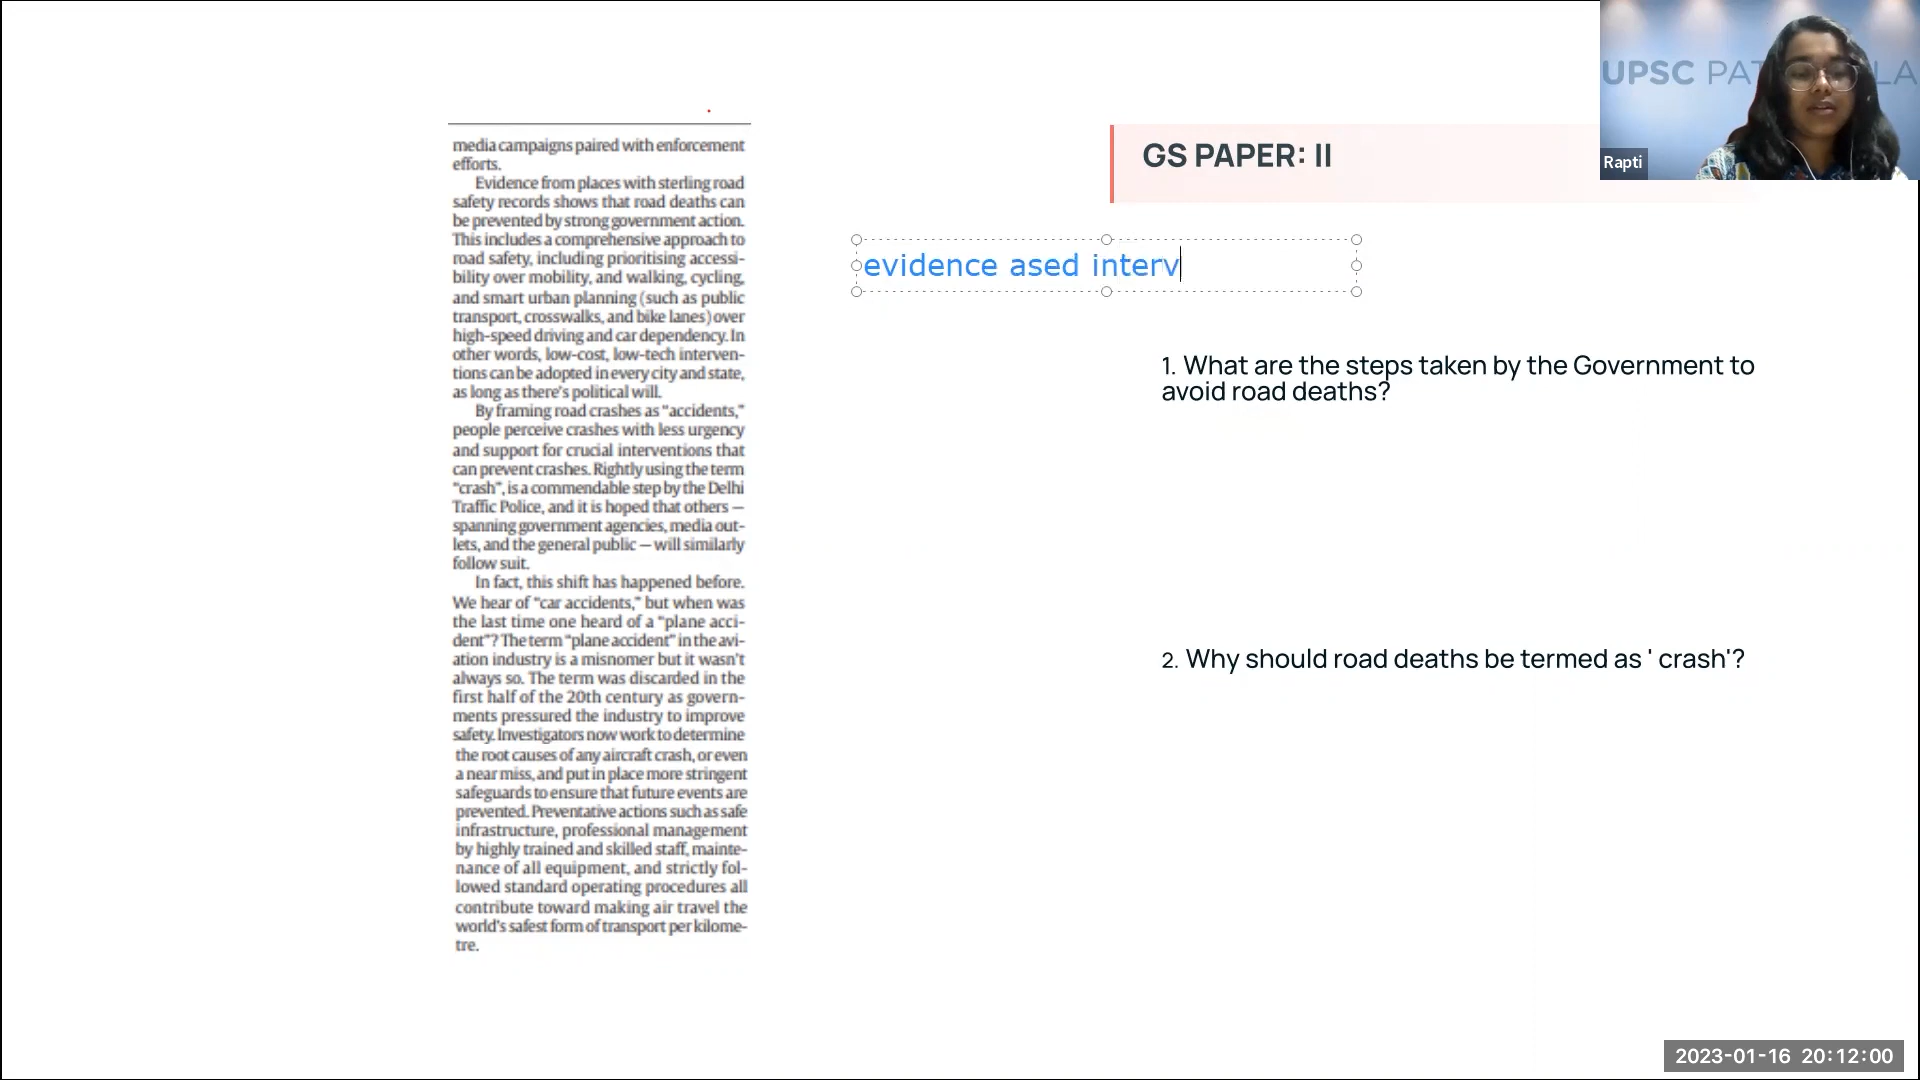 media campaigns paired with enforcement
efforts.
Evidence from places with sterling road
safety records shows that road deaths can
be prevented by strong government action.
This includes a comprehensive approach to
road safety, including prioritising accessi-
bility over mobility, and walking, cycling,
and smart urban planning (such as public
transport, crosswalks, and bike lanes) over
high-speed driving and car dependency. In
other words, low-cost, low-tech interven-
tions can be adopted in every city and state,
as long as there's political will.
By framing road crashes as "accidents,"
people perceive crashes with less urgency
and support for crucial interventions that
can prevent crashes. Rightly using the term
"crash", is a commendable step by the Delhi
Traffic Police, and it is hoped that others —
spanning government agencies, media out-
lets, and the general public — will similarly
follow suit.
In fact, this shift has happened before.
We hear of "car accidents," but when was
the last time one heard of a "plane acci-
dent"? The term "plane accident" in the avi-
ation industry is a misnomer but it wasn't
always so. The term was discarded in the
first half of the 20th century as govern-
ments pressured the industry to improve
safety. Investigators now work to determine
the root causes of any aircraft crash, or even
a near miss, and put in place more stringent
safeguards to ensure that future events are
prevented. Preventative actions such as safe
infrastructure, professional management
by highly trained and skilled staff, mainte-
nance of all equipment, and strictly fol-
lowed standard operating procedures all
contribute toward making air travel the
world's safest form of transport per kilome-
tre.
GS PAPER: II
evidence ased interv
1. What are the steps taken by the Government to
avoid road deaths?
2. Why should road deaths be termed as ' crash'?
UPSC PAT LA
Rapti
2023-01-16 20:12:00